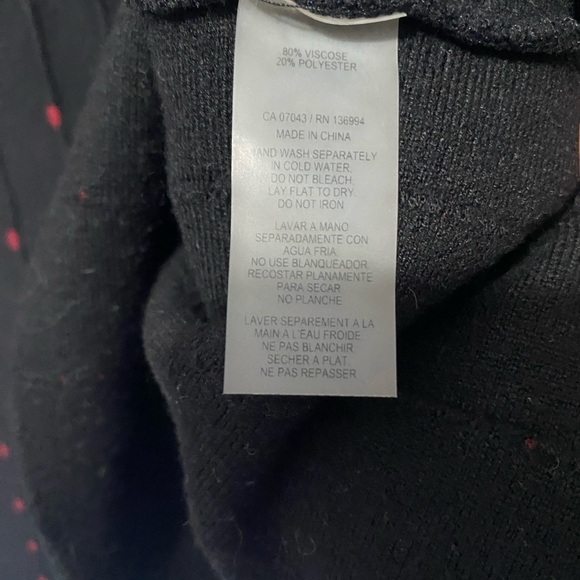 80% VISCOSE
20% POLYESTER
CA 07043 / RN 136994
MADE IN CHINA
HAND WASH SEPARATELY
IN COLD WATER.
DO NOT BLEACH.
LAY FLAT TO DRY
DO NOT IRON
LAVAR A MANO
SEPARADAMENTE CON
AGUA FRIA.
NO USE BLANQUEADOR.
RECOSTAR PLANAMENTE
PARA SECAR
NO PLANCHE
LAVER SEPAREMENT A LA
MAIN A L'EAU FROIDE
NE PAS BLANCHIR
SECHER A PLAT.
NE PAS REPASSER